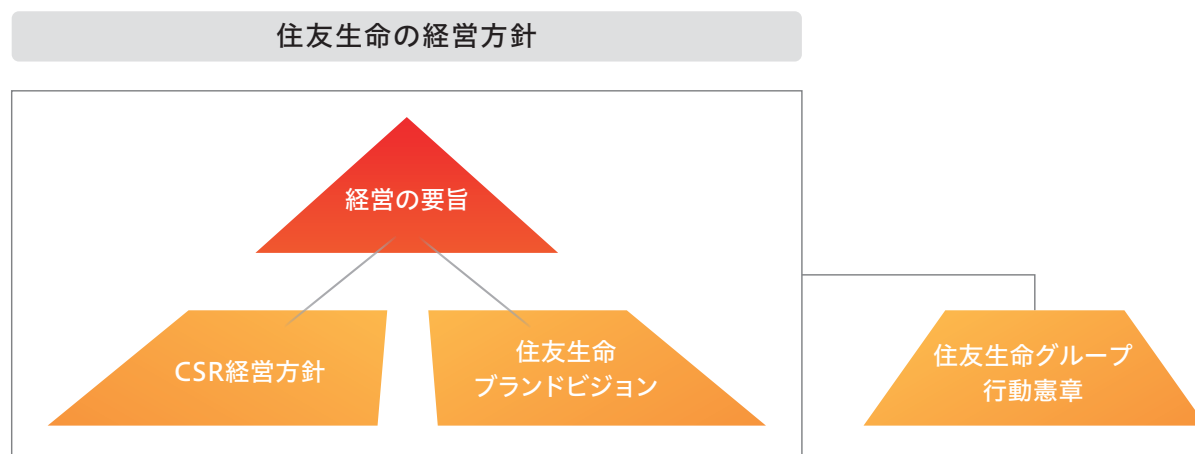 住友生命の経営方針
経営の要旨
CSR経営方針
住友生命
ブランドビジョン
住友生命グループ
行動憲章